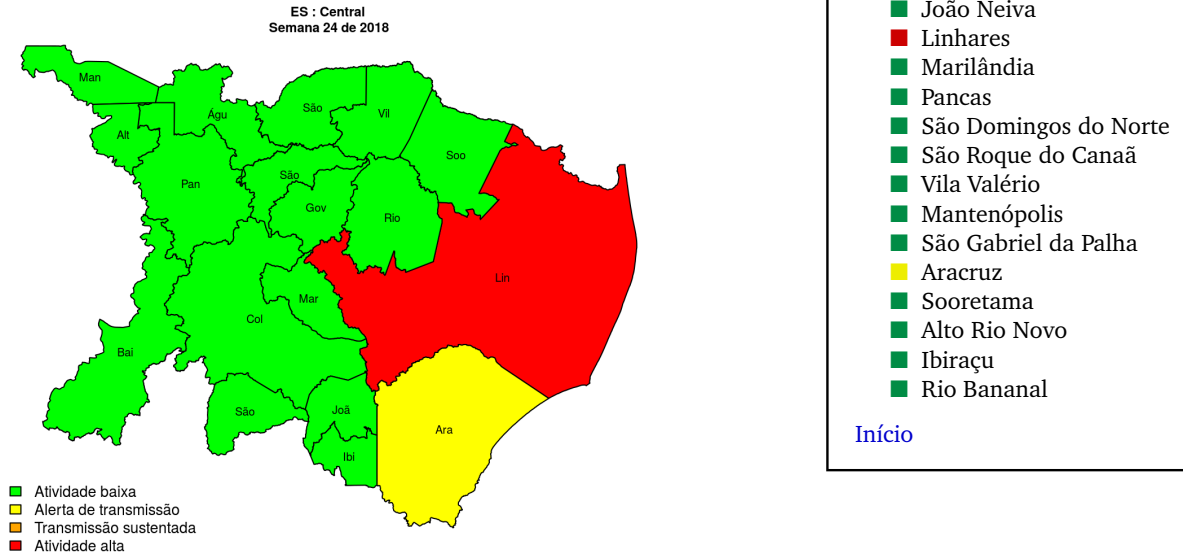 ES : Central
Semana 24 de 2018
Man
Águ
São
Vil
Alt
Soo
Pan
São
Gov
Rio
Lin
Mar
Col
Bai
São
Joã
Ara
Ibi
Atividade baixa
Alerta de transmissão
Transmissão sustentada
Atividade alta
João Neiva
Linhares
Marilândia
Pancas
São Domingos do Norte
São Roque do Canaã
Vila Valério
Mantenópolis
São Gabriel da Palha
Aracruz
Sooretama
Alto Rio Novo
Ibiraçu
Rio Bananal
Início